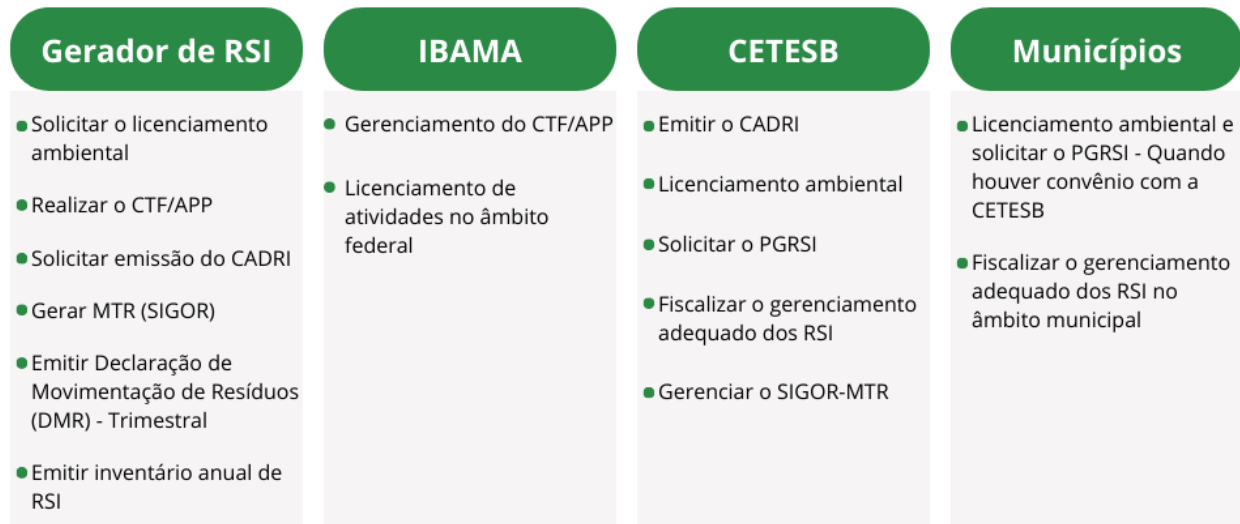 Gerador de RSI
Solicitar o licenciamento
ambiental
Realizar o CTF/APP
Solicitar emissão do CADRI
Gerar MTR (SIGOR)
Emitir Declaração de
Movimentação de Resíduos
(DMR) - Trimestral
Emitir inventário anual de
RSI
IBAMA
Gerenciamento do CTF/APP
Licenciamento de
atividades no âmbito
federal
CETESB
Emitir o CADRI
Licenciamento ambiental
Solicitar o PGRSI
Fiscalizar o gerenciamento
adequado dos RSI
Gerenciar o SIGOR-MTR
Municípios
Licenciamento ambiental e
solicitar o PGRSI - Quando
houver convênio com a
CETESB
Fiscalizar o gerenciamento
adequado dos RSI no
âmbito municipal